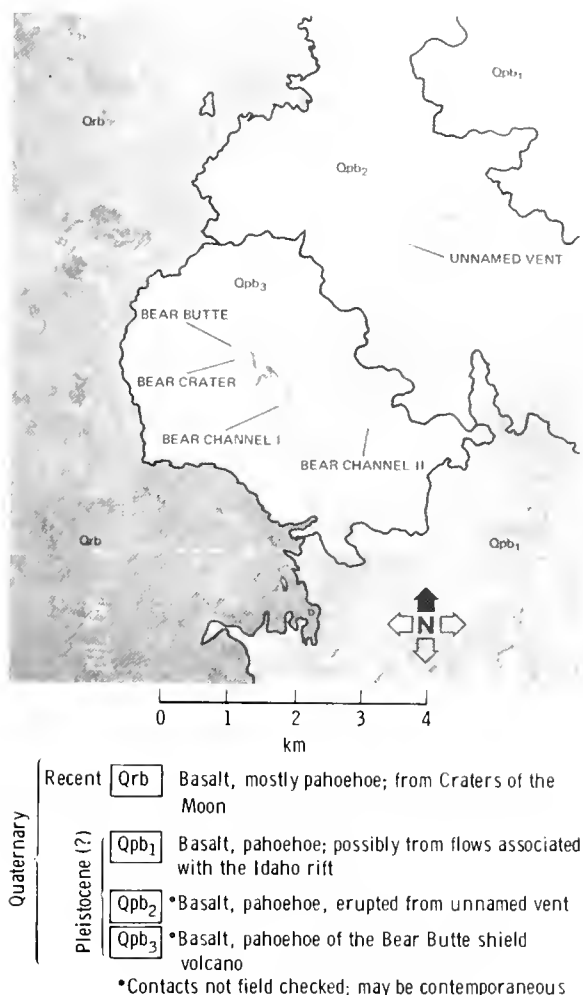 Qpb₁
Qrb
Qpb₂
UNNAMED VENT
Qpb₃
BEAR BUTTE
BEAR CRATER
BEAR CHANNEL I
BEAR CHANNEL II
Qrb
Qpb₁
N
0 1 2 3 4
km
Quaternary
Recent Qrb Basalt, mostly pahoehoe; from Craters of the
Moon
Pleistocene (?)
Qpb₁ Basalt, pahoehoe; possibly from flows associated
with the Idaho rift
Qpb₂ •Basalt, pahoehoe, erupted from unnamed vent
Qpb₃ •Basalt, pahoehoe of the Bear Butte shield
volcano
•Contacts not field checked; may be contemporaneous